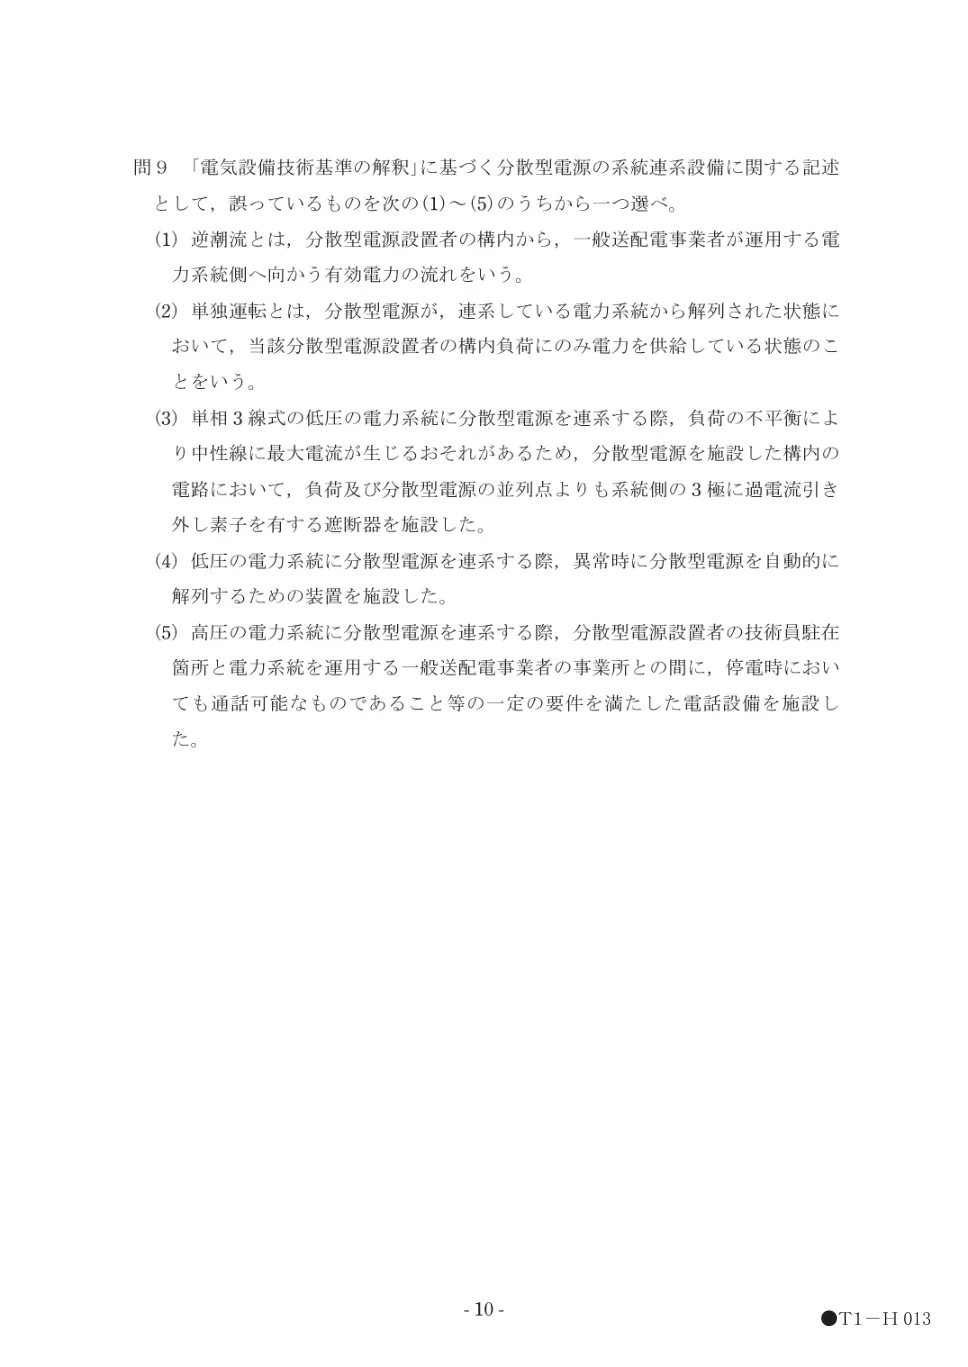 問９　「電気設備技術基準の解釈」に基づく分散型電源の系統連系設備に関する記述
として，誤っているものを次の(1)～(5)のうちから一つ選べ。
(1) 逆潮流とは，分散型電源設置者の構内から，一般送配電事業者が運用する電
力系統側へ向かう有効電力の流れをいう。
(2) 単独運転とは，分散型電源が，連系している電力系統から解列された状態に
おいて，当該分散型電源設置者の構内負荷にのみ電力を供給している状態のこ
とをいう。
(3) 単相３線式の低圧の電力系統に分散型電源を連系する際，負荷の不平衡によ
り中性線に最大電流が生じるおそれがあるため，分散型電源を施設した構内の
電路において，負荷及び分散型電源の並列点よりも系統側の３極に過電流引き
外し素子を有する遮断器を施設した。
(4) 低圧の電力系統に分散型電源を連系する際，異常時に分散型電源を自動的に
解列するための装置を施設した。
(5) 高圧の電力系統に分散型電源を連系する際，分散型電源設置者の技術員駐在
箇所と電力系統を運用する一般送配電事業者の事業所との間に，停電時におい
ても通話可能なものであること等の一定の要件を満たした電話設備を施設し
た。
- 10 -
●T1－H 013